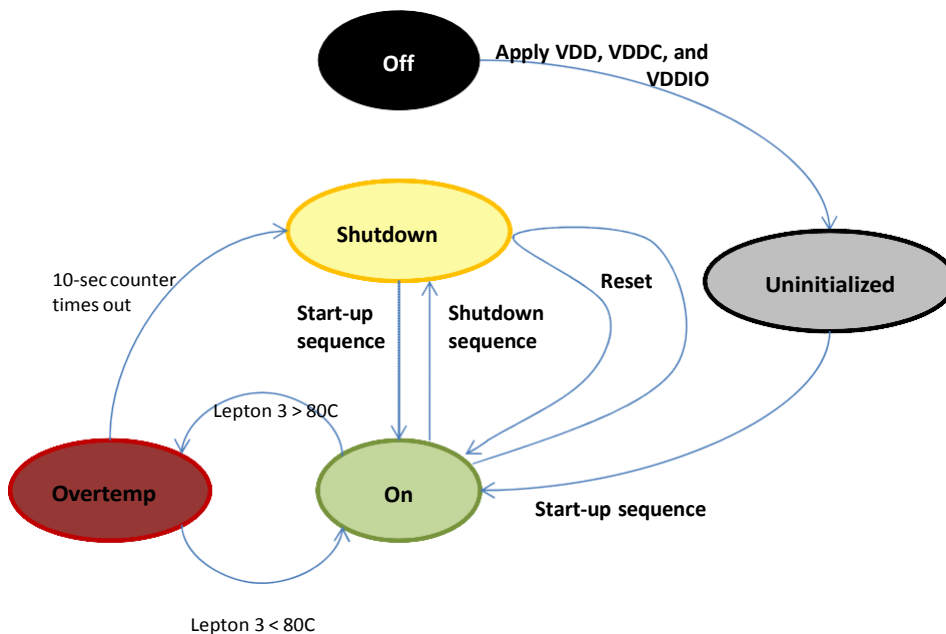 Off
Apply VDD, VDDC, and
VDDIO
Shutdown
10-sec counter
times out
Reset
Uninitialized
Start-up
sequence
Shutdown
sequence
Lepton 3 > 80C
Overtemp
On
Start-up sequence
Lepton 3 < 80C